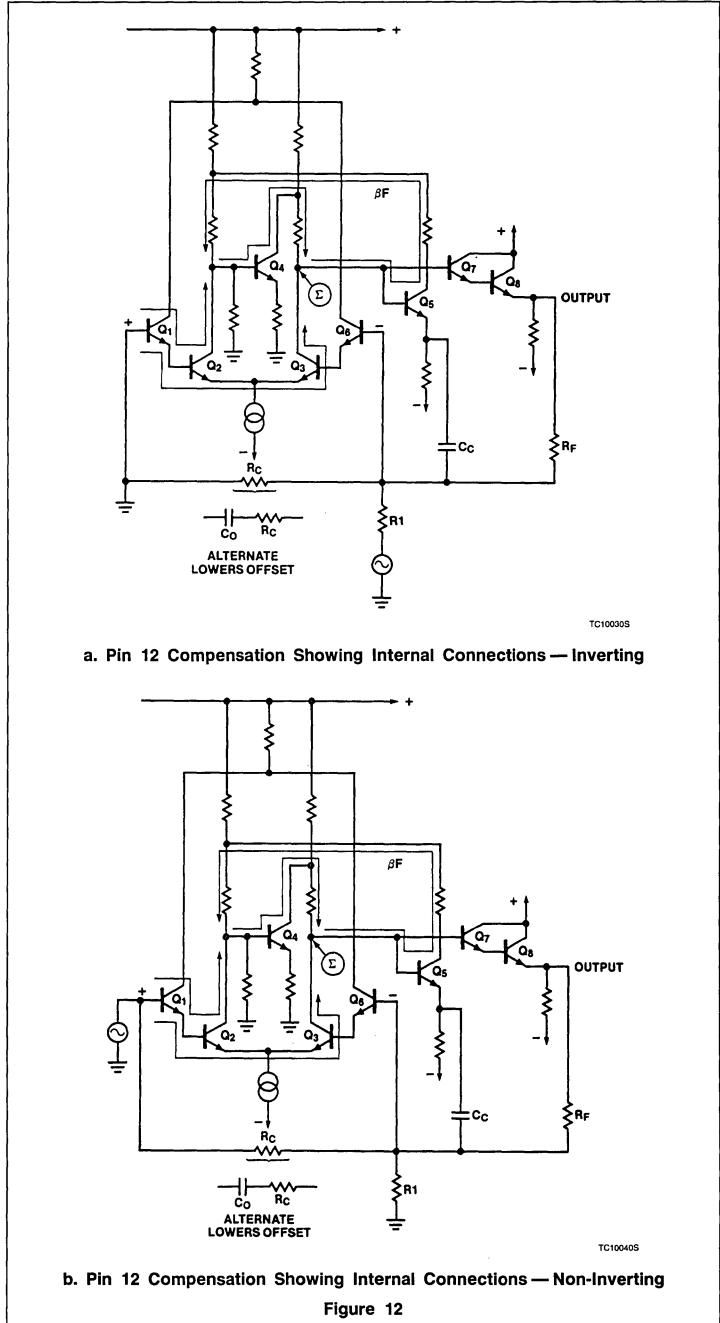 +
βF
+
Q4
Q7
Q8
Σ
OUTPUT
Q5
+
Q1
Q6
−
Q2
Q3
−
−
−
CC
RF
RC
R1
CO
RC
ALTERNATE
LOWERS OFFSET
TC10030S
a. Pin 12 Compensation Showing Internal Connections — Inverting
+
βF
+
Q4
Q7
Q8
Σ
OUTPUT
Q5
+
Q1
Q6
−
Q2
Q3
−
−
−
CC
RF
RC
R1
CO
RC
ALTERNATE
LOWERS OFFSET
TC10040S
b. Pin 12 Compensation Showing Internal Connections — Non-Inverting
Figure 12